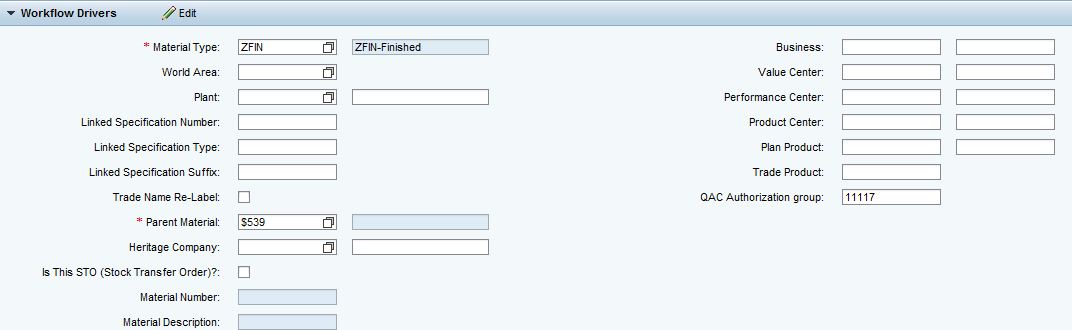 Workflow Drivers Edit
* Material Type: ZFIN ZFIN-Finished Business:
World Area: Value Center:
Plant: Performance Center:
Linked Specification Number: Product Center:
Linked Specification Type: Plan Product:
Linked Specification Suffix: Trade Product:
Trade Name Re-Label: QAC Authorization group: 11117
* Parent Material: $539
Heritage Company:
Is This STO (Stock Transfer Order)?:
Material Number:
Material Description: